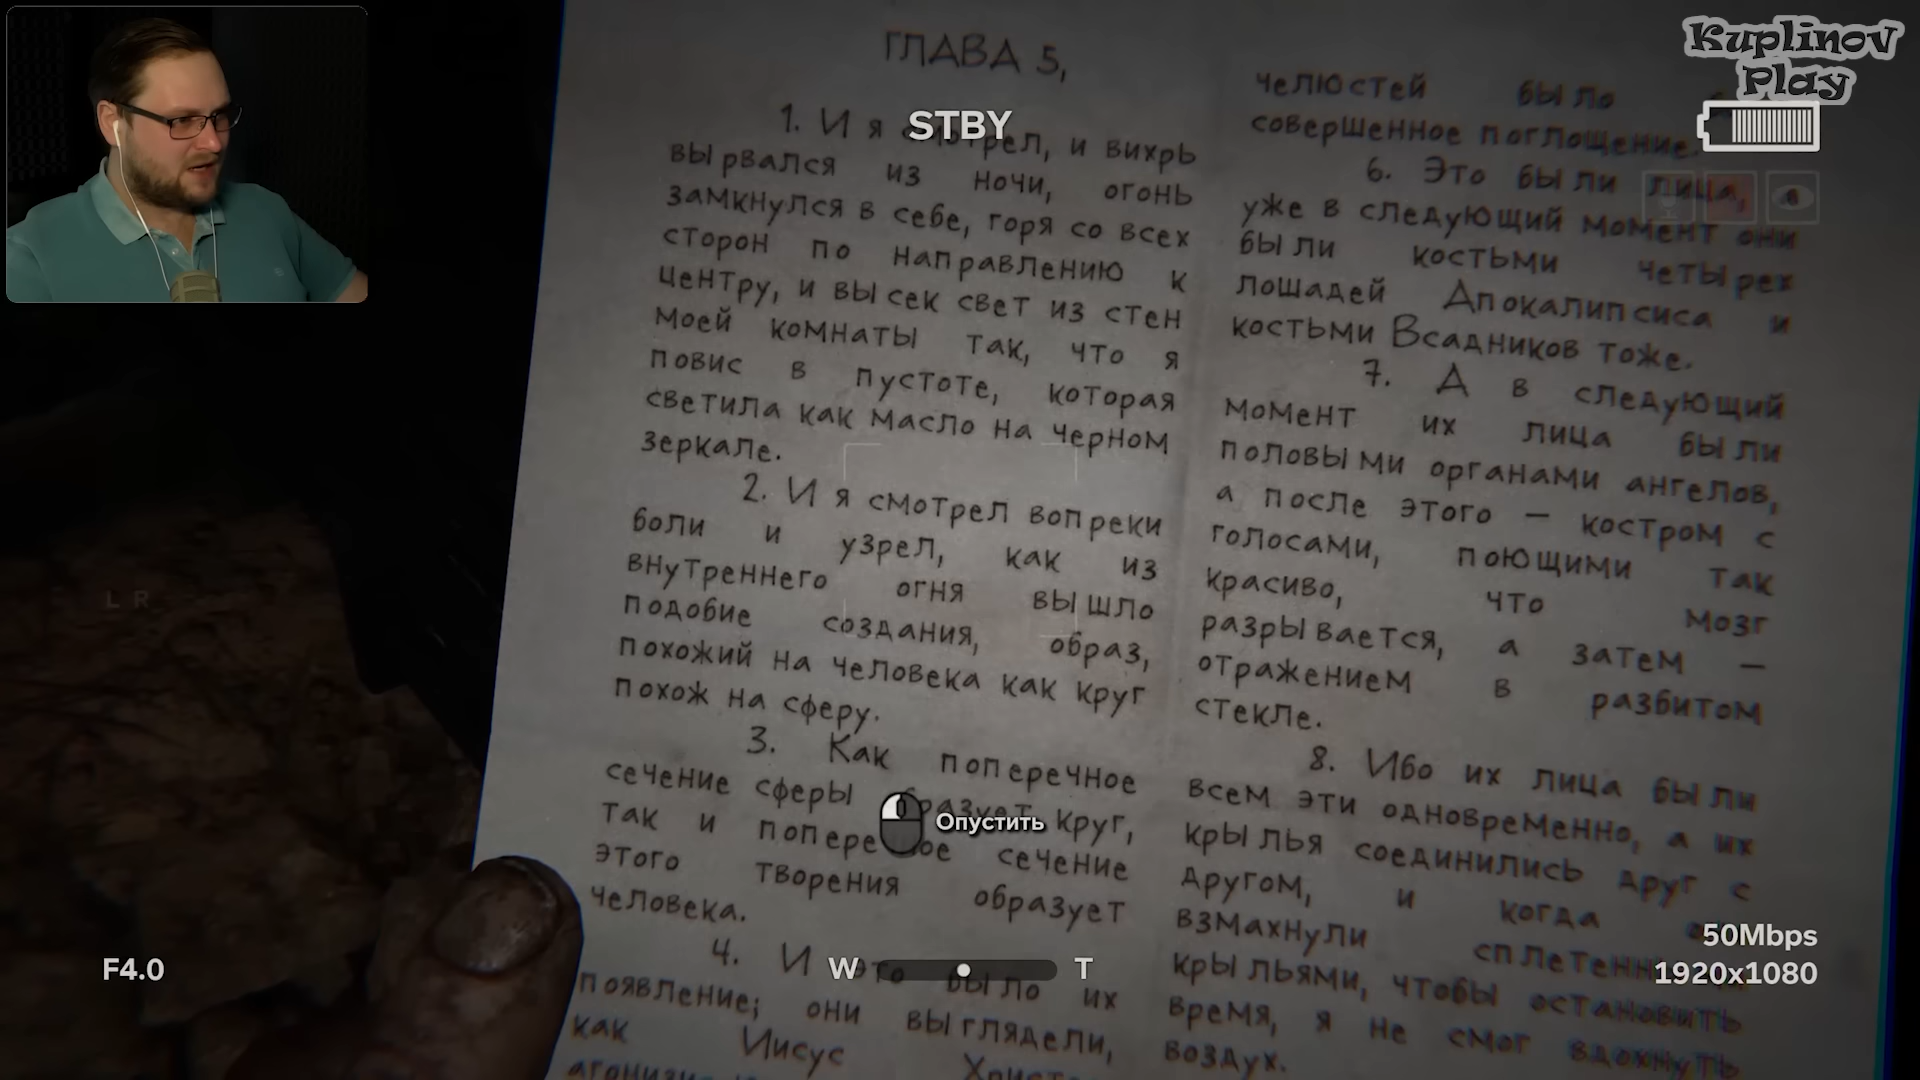 Kuplinov
Play
STBY
ГЛАВА 5,
1. И я смотрел, и вихрь
вырвался из ночи, огонь
замкнулся в себе, горя со всех
сторон по направлению к
центру, и высек свет из стен
моей комнаты так, что я
повис в пустоте, которая
светила как масло на черном
зеркале.
2. И я смотрел вопреки
боли и узрел, как из
внутреннего огня вышло
подобие создания, образ,
похожий на человека как круг
похож на сферу.
3. Как поперечное
сечение сферы образует круг,
так и поперечное сечение
этого творения образует
человека.
4. И это было их
появление; они выглядели,
как Иисус
челюстей было
совершенное поглощение.
6. Это были лица, а
уже в следующий момент они
были костьми четырех
лошадей Апокалипсиса и
костьми Всадников тоже.
7. А в следующий
момент их лица были
половыми органами ангелов,
а после этого – костром с
голосами, поющими так
красиво, что мозг
разрывается, а затем –
отражением в разбитом
стекле.
8. Ибо их лица были
всем эти одновременно, а их
крылья соединились друг с
другом, и когда
взмахнули
крыльями, чтобы остановить
время, я не смог вдохнуть
воздух.
Опустить
L R
F4.0
W T
50Mbps
1920x1080